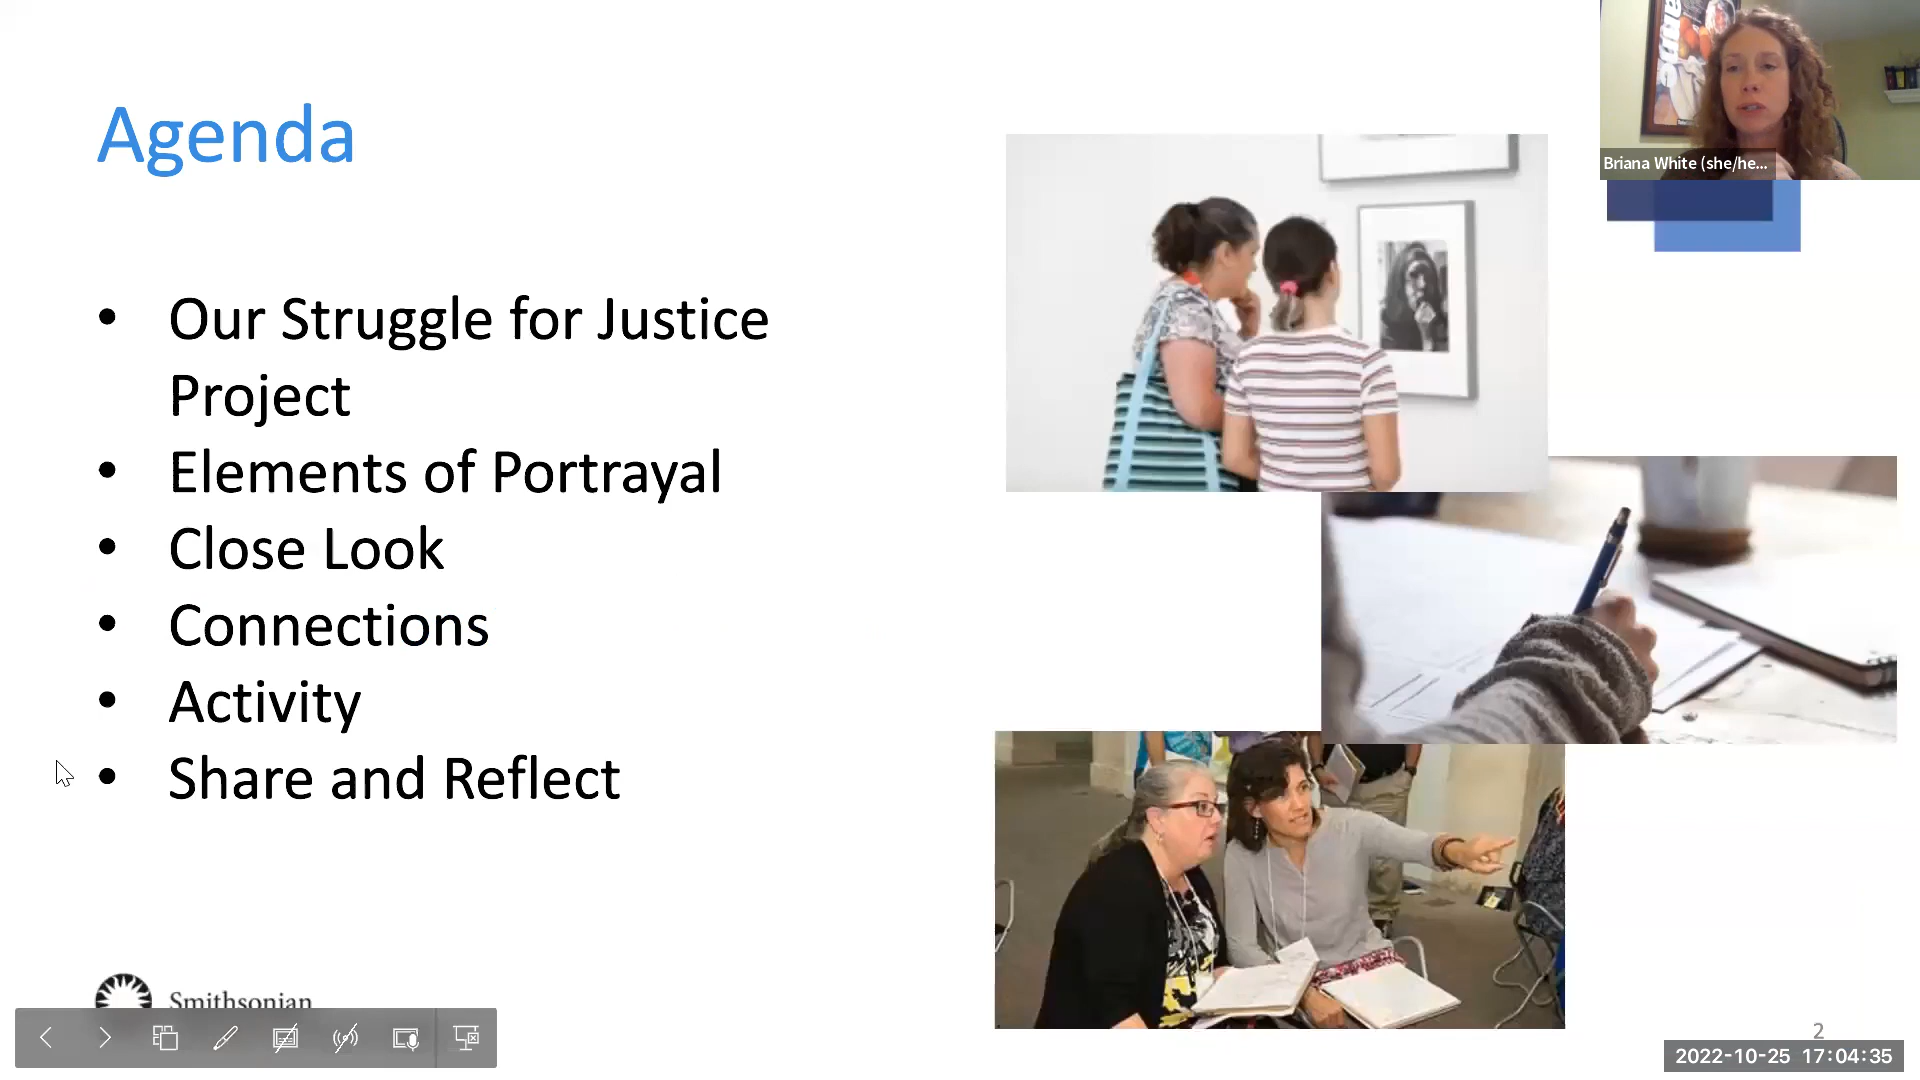 Agenda
• Our Struggle for Justice
Project
• Elements of Portrayal
• Close Look
• Connections
• Activity
• Share and Reflect
Smithsonian
Briana White (she/he...
2
2022-10-25 17:04:35